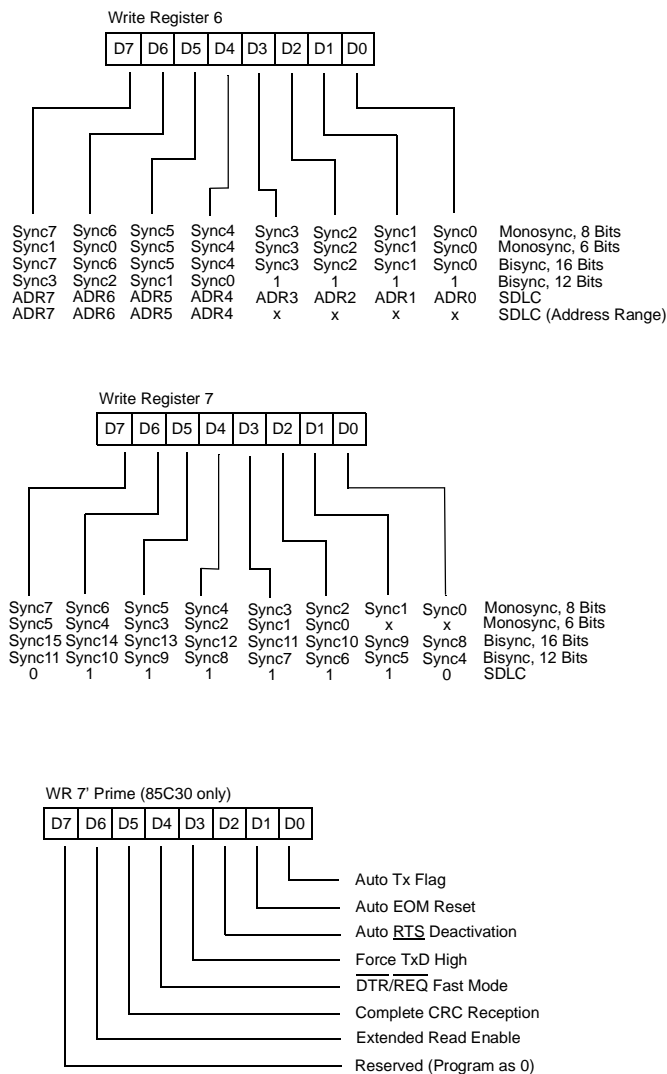 Write Register 6
D7 D6 D5 D4 D3 D2 D1 D0
Sync7 Sync6 Sync5 Sync4 Sync3 Sync2 Sync1 Sync0 Monosync, 8 Bits
Sync1 Sync0 Sync5 Sync4 Sync3 Sync2 Sync1 Sync0 Monosync, 6 Bits
Sync7 Sync6 Sync5 Sync4 Sync3 Sync2 Sync1 Sync0 Bisync, 16 Bits
Sync3 Sync2 Sync1 Sync0 1 1 1 1 Bisync, 12 Bits
ADR7 ADR6 ADR5 ADR4 ADR3 ADR2 ADR1 ADR0 SDLC
ADR7 ADR6 ADR5 ADR4 x x x x SDLC (Address Range)
Write Register 7
D7 D6 D5 D4 D3 D2 D1 D0
Sync7 Sync6 Sync5 Sync4 Sync3 Sync2 Sync1 Sync0 Monosync, 8 Bits
Sync5 Sync4 Sync3 Sync2 Sync1 Sync0 x x Monosync, 6 Bits
Sync15 Sync14 Sync13 Sync12 Sync11 Sync10 Sync9 Sync8 Bisync, 16 Bits
Sync11 Sync10 Sync9 Sync8 Sync7 Sync6 Sync5 Sync4 Bisync, 12 Bits
0 1 1 1 1 1 1 0 SDLC
WR 7' Prime (85C30 only)
D7 D6 D5 D4 D3 D2 D1 D0
Auto Tx Flag
Auto EOM Reset
Auto RTS Deactivation
Force TxD High
DTR/REQ Fast Mode
Complete CRC Reception
Extended Read Enable
Reserved (Program as 0)